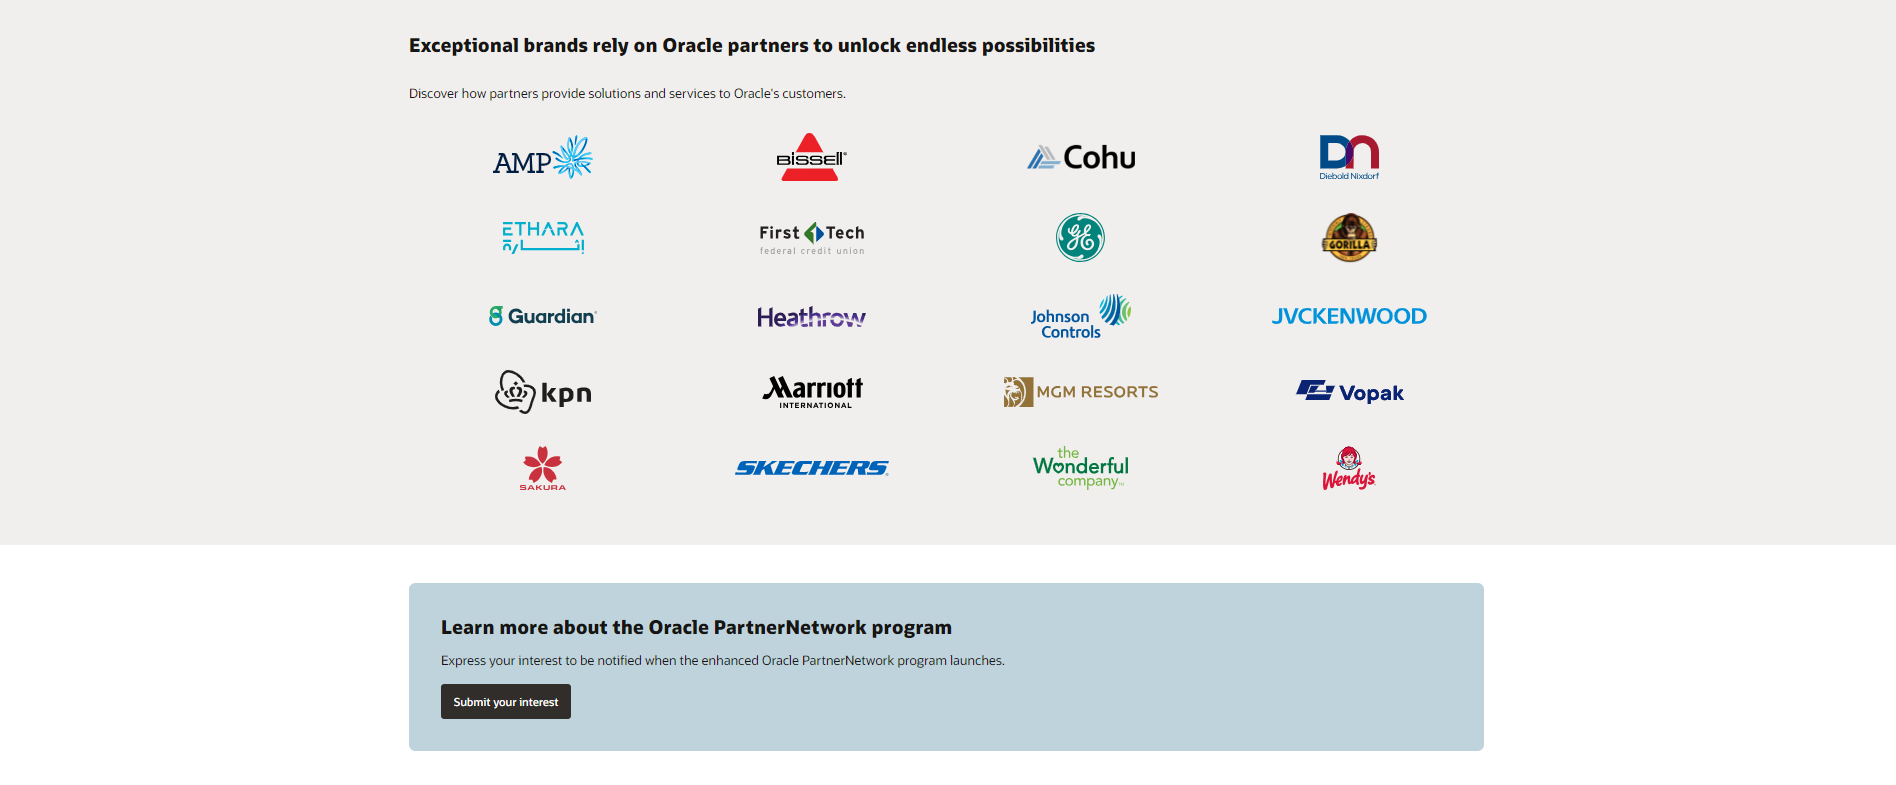 Exceptional brands rely on Oracle partners to unlock endless possibilities
Discover how partners provide solutions and services to Oracle's customers.
AMP
BISSELL®
Cohu
DN
Diebold Nixdorf
ETHARA
إثارة
First Tech
federal credit union
GE
GORILLA
Guardian®
Heathrow
Johnson
Controls
JVCKENWOOD
kpn
Marriott
INTERNATIONAL
MGM RESORTS
Vopak
SAKURA
SKECHERS
the
Wonderful
company™
Wendy's
Learn more about the Oracle PartnerNetwork program
Express your interest to be notified when the enhanced Oracle PartnerNetwork program launches.
Submit your interest